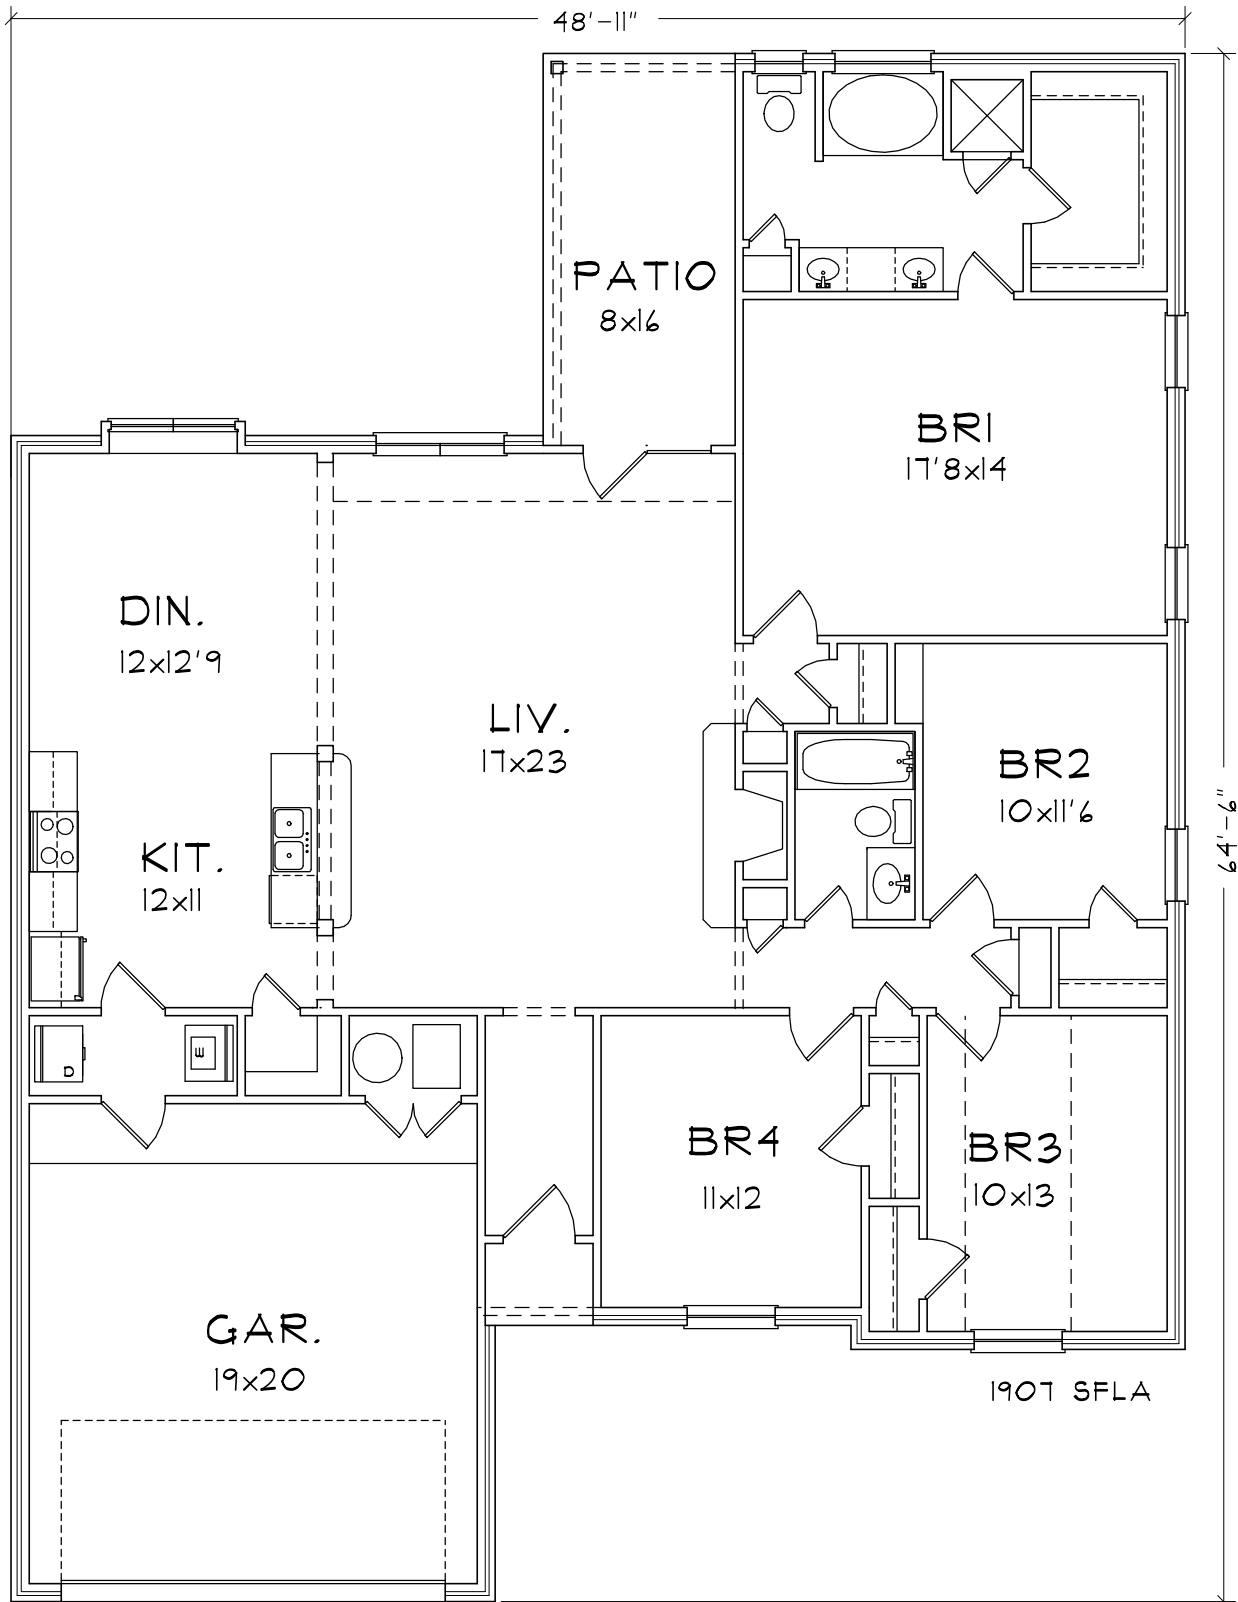 48'-11"
PATIO
8x16
BR1
17'8x14
DIN.
12x12'9
LIV.
17x23
BR2
10x11'6
64'-6"
KIT.
12x11
D
W
BR4
11x12
BR3
10x13
GAR.
19x20
1907 SFLA